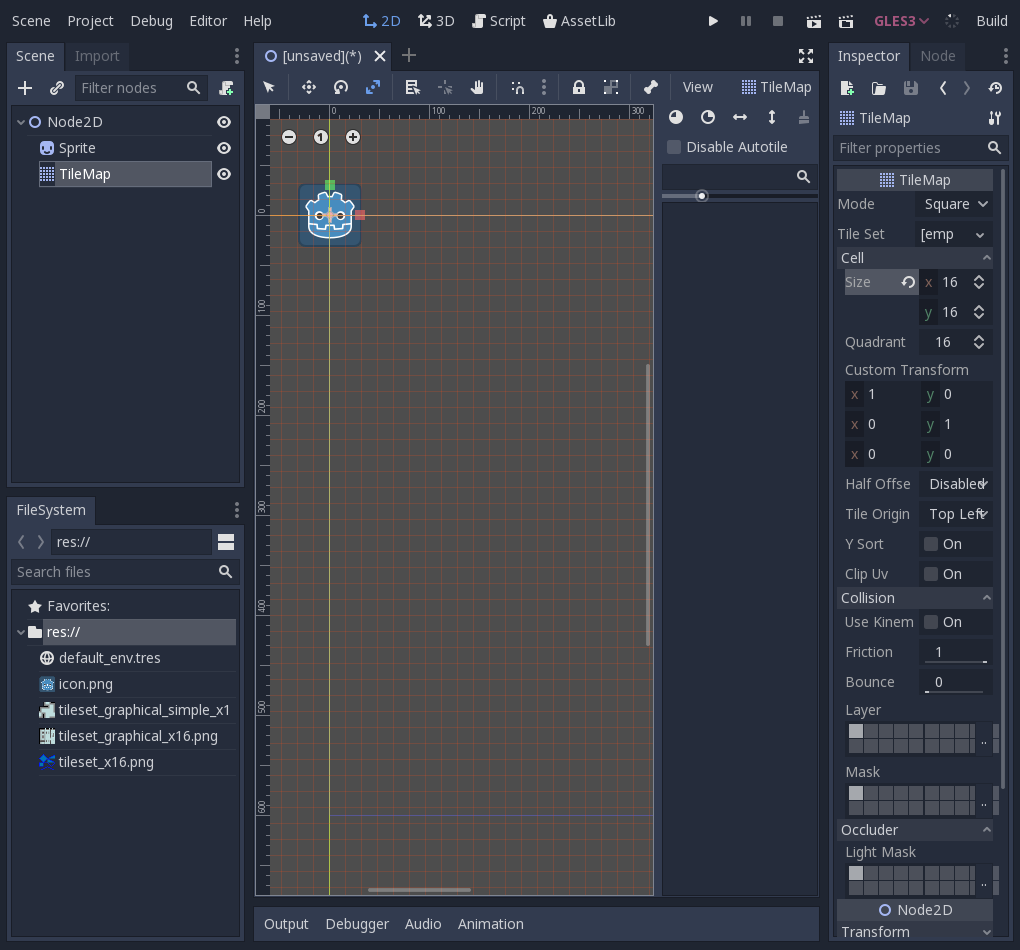 Scene Project Debug Editor Help 2D 3D Script AssetLib GLES3 Build
Scene Import
Filter nodes
Node2D
Sprite
TileMap
FileSystem
res://
Search files
Favorites:
res://
default_env.tres
icon.png
tileset_graphical_simple_x1
tileset_graphical_x16.png
tileset_x16.png
[unsaved](*)
View TileMap
0 100 200 300
1
0
100
200
300
400
500
600
Disable Autotile
Output Debugger Audio Animation
Inspector Node
TileMap
Filter properties
TileMap
Mode Square
Tile Set [emp
Cell
Size x 16
y 16
Quadrant 16
Custom Transform
x 1 y 0
x 0 y 1
x 0 y 0
Half Offse Disabled
Tile Origin Top Left
Y Sort On
Clip Uv On
Collision
Use Kinem On
Friction 1
Bounce 0
Layer
..
Mask
..
Occluder
Light Mask
..
Node2D
Transform